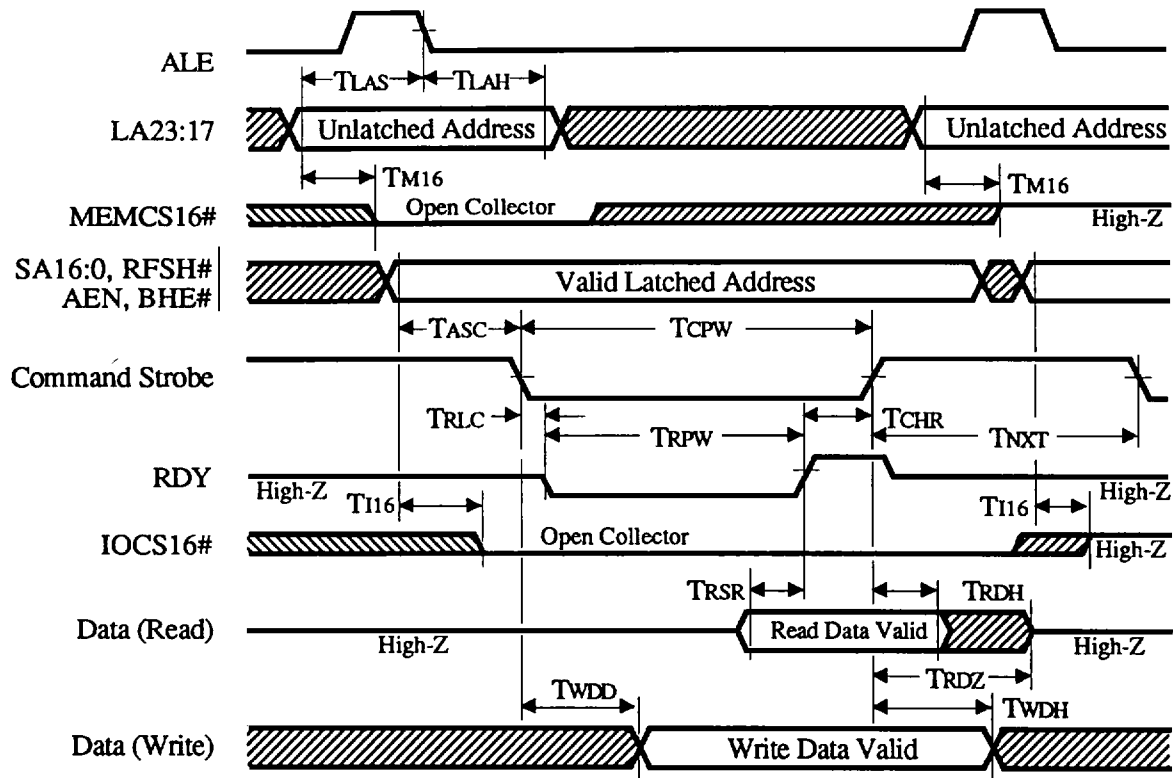 ALE
TLAS TLAH
LA23:17 Unlatched Address Unlatched Address
TM16 TM16
MEMCS16# Open Collector High-Z
SA16:0, RFSH#
AEN, BHE# Valid Latched Address
TASC TCPW
Command Strobe
TRLC TRPW TCHR TNXT
RDY High-Z High-Z
TI16 TI16
IOCS16# Open Collector High-Z
TRSR TRDH
Data (Read) High-Z Read Data Valid High-Z
TRDZ
TWDD TWDH
Data (Write) Write Data Valid